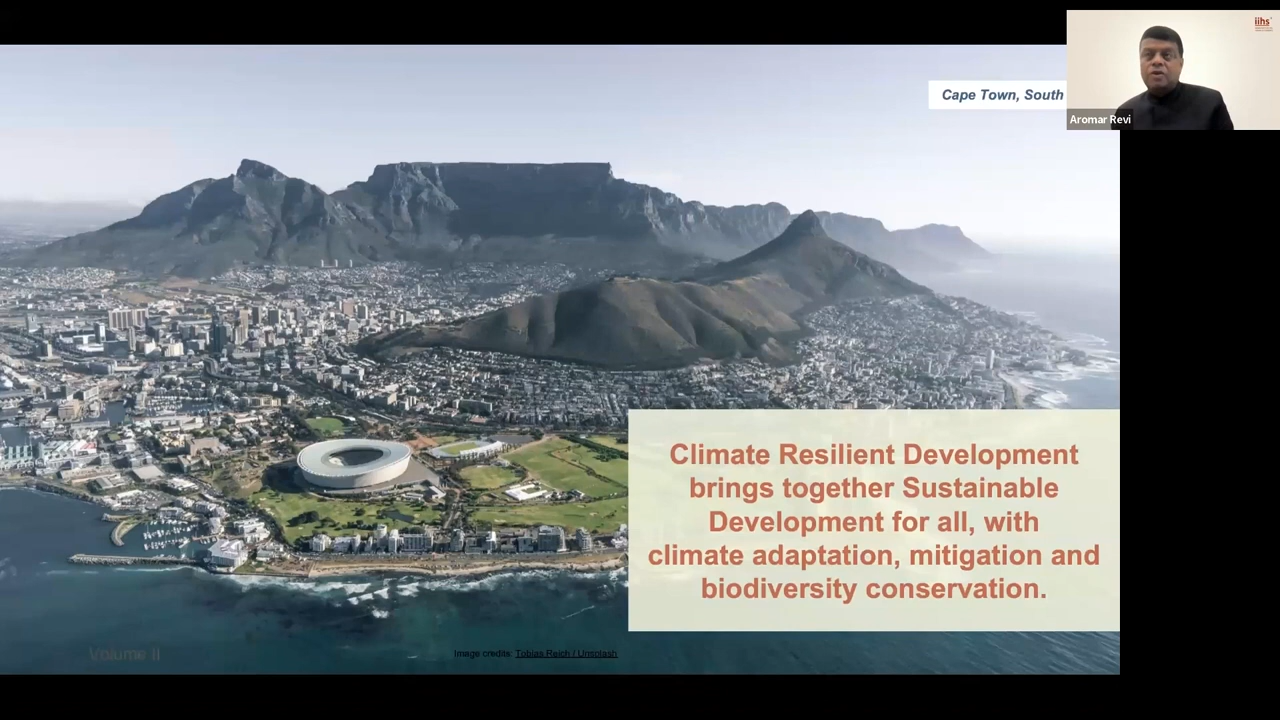 iihs
Cape Town, South
Aromar Revi
Climate Resilient Development
brings together Sustainable
Development for all, with
climate adaptation, mitigation and
biodiversity conservation.
Volume II
Image credits: Tobias Reich / Unsplash